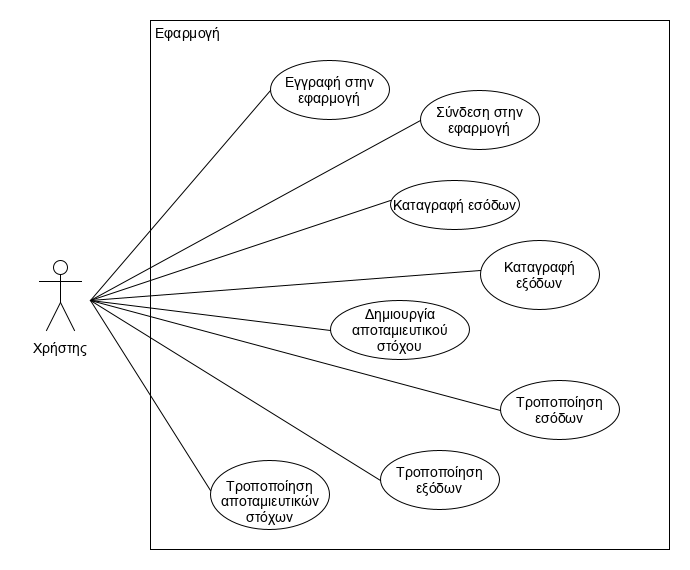 Εφαρμογή
Εγγραφή στην
εφαρμογή
Σύνδεση στην
εφαρμογή
Καταγραφή εσόδων
Καταγραφή
εξόδων
Δημιουργία
αποταμιευτικού
στόχου
Χρήστης
Τροποποίηση
εσόδων
Τροποποίηση
εξόδων
Τροποποίηση
αποταμιευτικών
στόχων